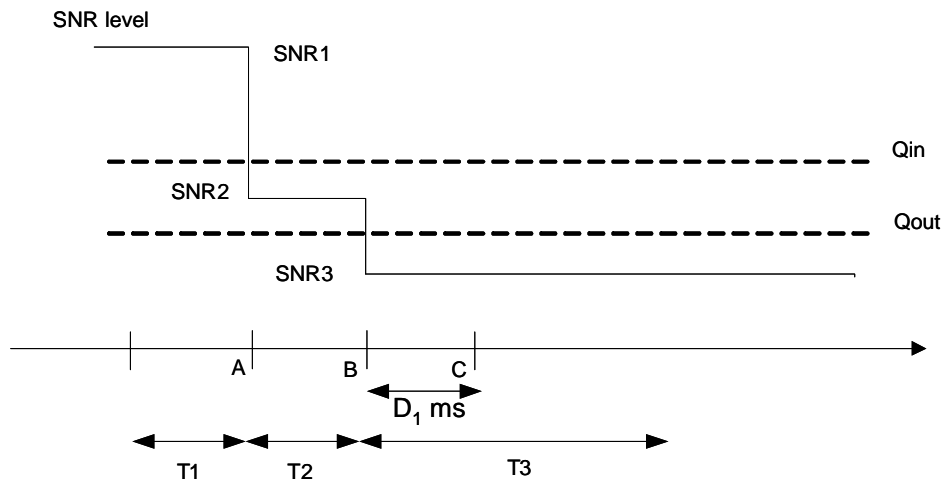 SNR level
SNR1
Qin
SNR2
Qout
SNR3
A
B
C
D₁ ms
T1
T2
T3